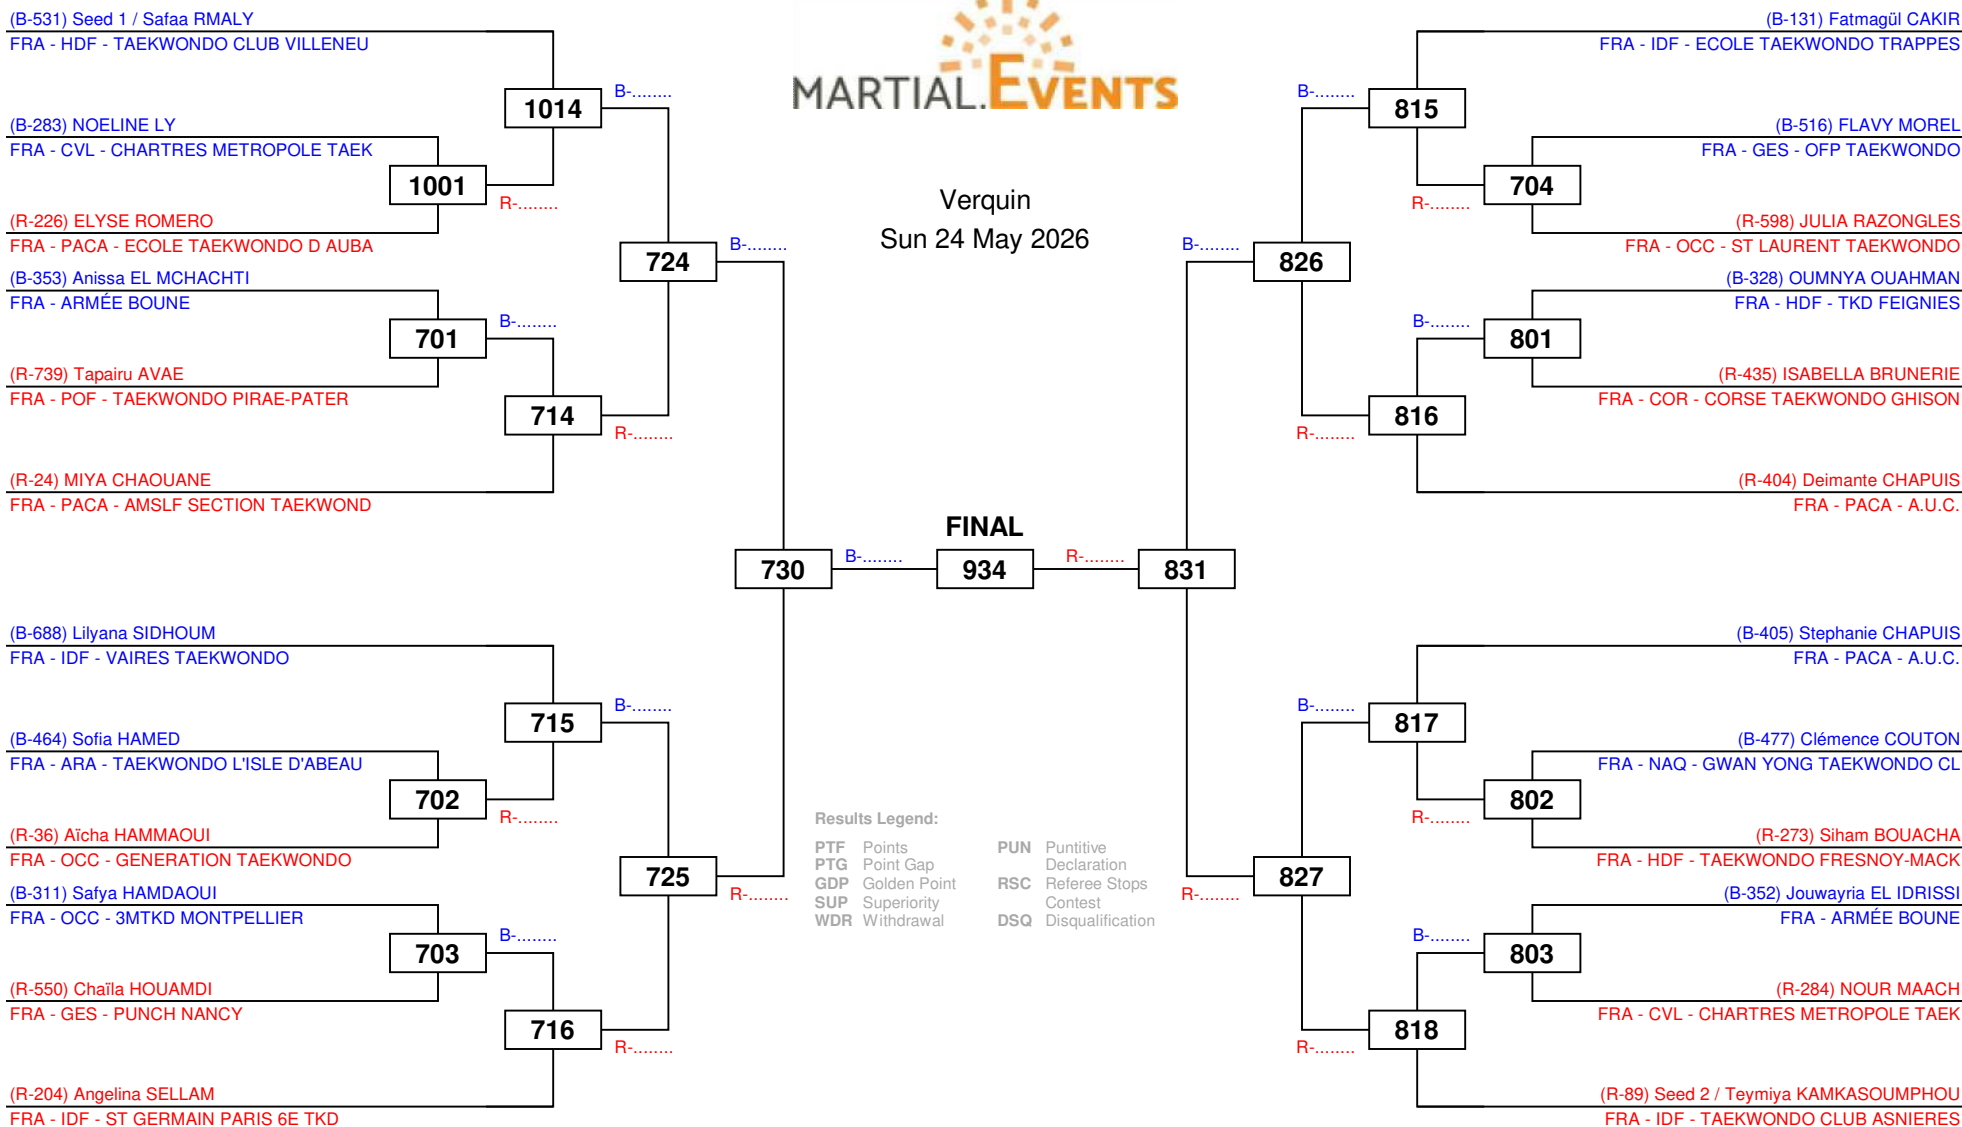 (B-531) Seed 1 / Safaa RMALY
FRA - HDF - TAEKWONDO CLUB VILLENEU
(B-283) NOELINE LY
FRA - CVL - CHARTRES METROPOLE TAEK
(R-226) ELYSE ROMERO
FRA - PACA - ECOLE TAEKWONDO D AUBA
(B-353) Anissa EL MCHACHTI
FRA - ARMÉE BOUNE
(R-739) Tapairu AVAE
FRA - POF - TAEKWONDO PIRAE-PATER
(R-24) MIYA CHAOUANE
FRA - PACA - AMSLF SECTION TAEKWOND
(B-688) Lilyana SIDHOUM
FRA - IDF - VAIRES TAEKWONDO
(B-464) Sofia HAMED
FRA - ARA - TAEKWONDO L'ISLE D'ABEAU
(R-36) Aïcha HAMMAOUI
FRA - OCC - GENERATION TAEKWONDO
(B-311) Safya HAMDAOUI
FRA - OCC - 3MTKD MONTPELLIER
(R-550) Chaïla HOUAMDI
FRA - GES - PUNCH NANCY
(R-204) Angelina SELLAM
FRA - IDF - ST GERMAIN PARIS 6E TKD
1001
R-........
701
B-........
702
R-........
703
B-........
1014
B-........
714
R-........
715
B-........
716
R-........
724
B-........
725
R-........
730
B-........
MARTIAL.EVENTS
Verquin
Sun 24 May 2026
FINAL
934
Results Legend:
PTF Points
PTG Point Gap
GDP Golden Point
SUP Superiority
WDR Withdrawal
PUN Puntitive
Declaration
RSC Referee Stops
Contest
DSQ Disqualification
R-........
831
B-........
826
R-........
827
B-........
815
R-........
816
B-........
817
R-........
818
R-........
704
B-........
801
R-........
802
B-........
803
(B-131) Fatmagül CAKIR
FRA - IDF - ECOLE TAEKWONDO TRAPPES
(B-516) FLAVY MOREL
FRA - GES - OFP TAEKWONDO
(R-598) JULIA RAZONGLES
FRA - OCC - ST LAURENT TAEKWONDO
(B-328) OUMNYA OUAHMAN
FRA - HDF - TKD FEIGNIES
(R-435) ISABELLA BRUNERIE
FRA - COR - CORSE TAEKWONDO GHISON
(R-404) Deimante CHAPUIS
FRA - PACA - A.U.C.
(B-405) Stephanie CHAPUIS
FRA - PACA - A.U.C.
(B-477) Clémence COUTON
FRA - NAQ - GWAN YONG TAEKWONDO CL
(R-273) Siham BOUACHA
FRA - HDF - TAEKWONDO FRESNOY-MACK
(B-352) Jouwayria EL IDRISSI
FRA - ARMÉE BOUNE
(R-284) NOUR MAACH
FRA - CVL - CHARTRES METROPOLE TAEK
(R-89) Seed 2 / Teymiya KAMKASOUMPHOU
FRA - IDF - TAEKWONDO CLUB ASNIERES